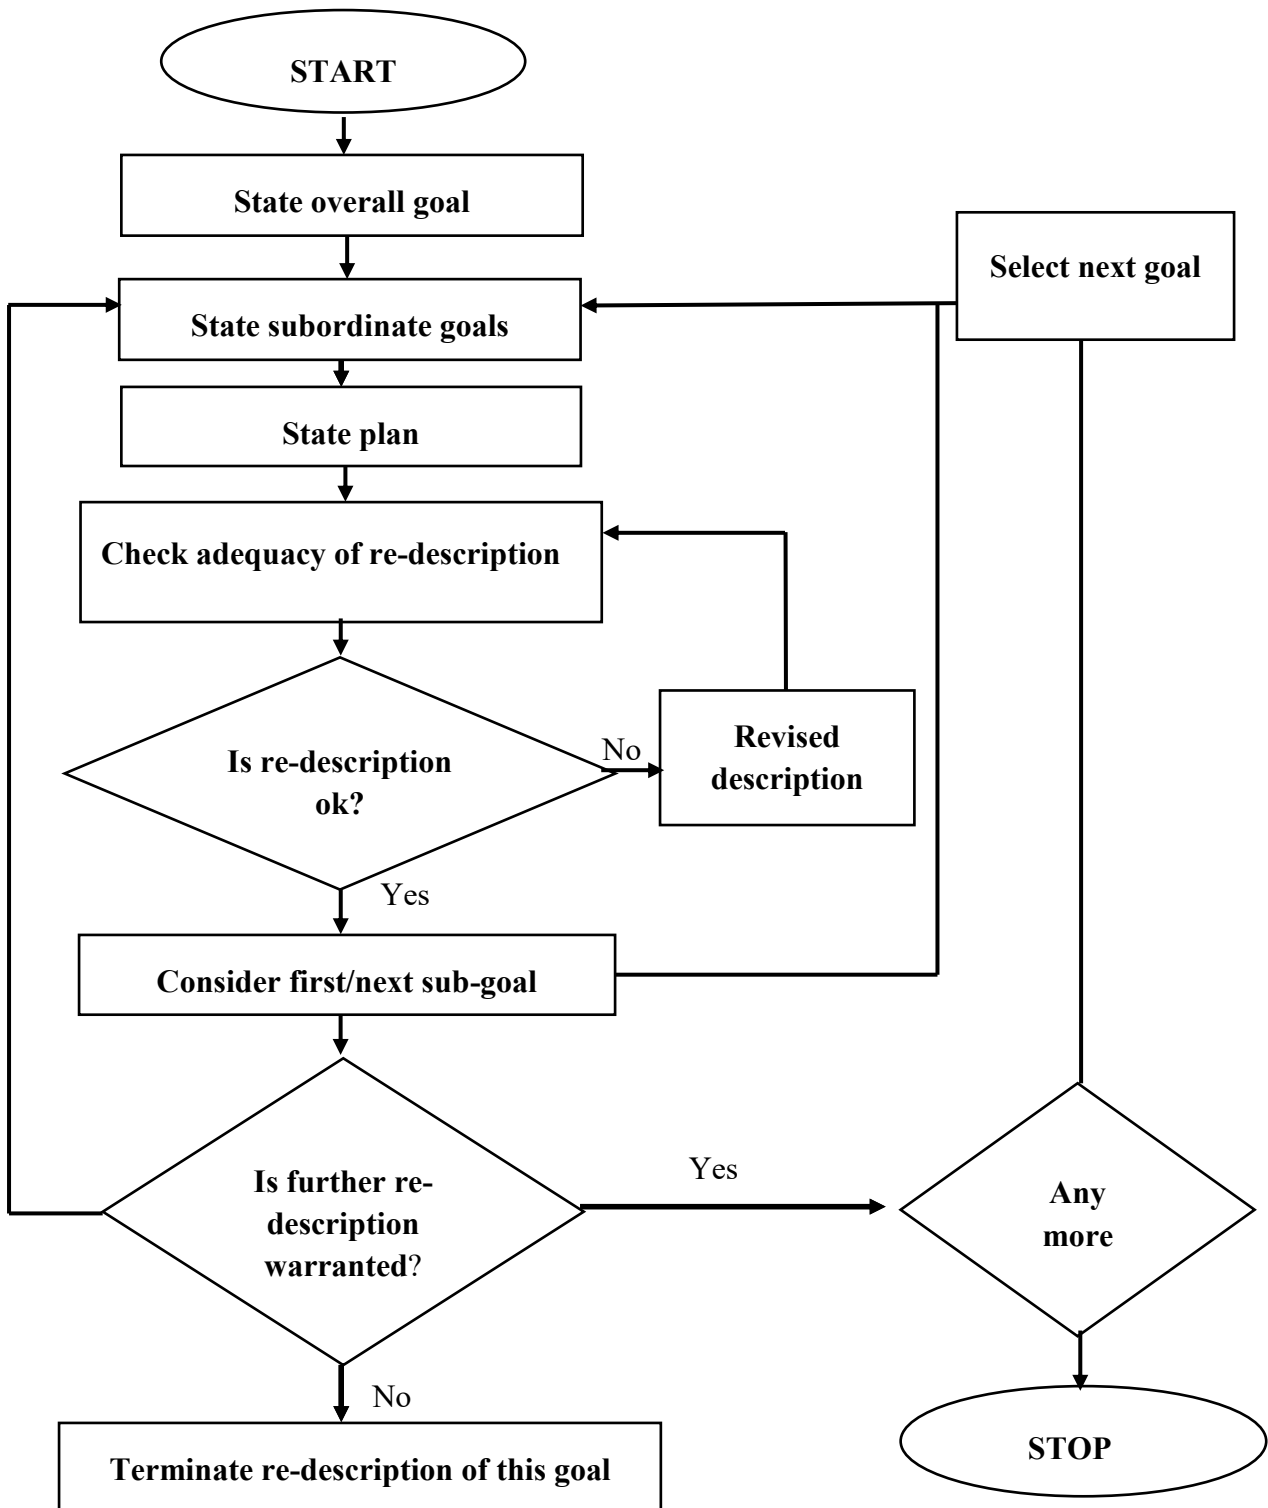 START
State overall goal
Select next goal
State subordinate goals
State plan
Check adequacy of re-description
Is re-description
ok?
No
Revised
description
Yes
Consider first/next sub-goal
Is further re-
description
warranted?
Yes
Any
more
No
STOP
Terminate re-description of this goal